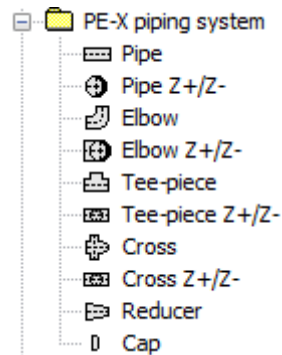 PE-X piping system
Pipe
Pipe Z+/Z-
Elbow
Elbow Z+/Z-
Tee-piece
Tee-piece Z+/Z-
Cross
Cross Z+/Z-
Reducer
Cap